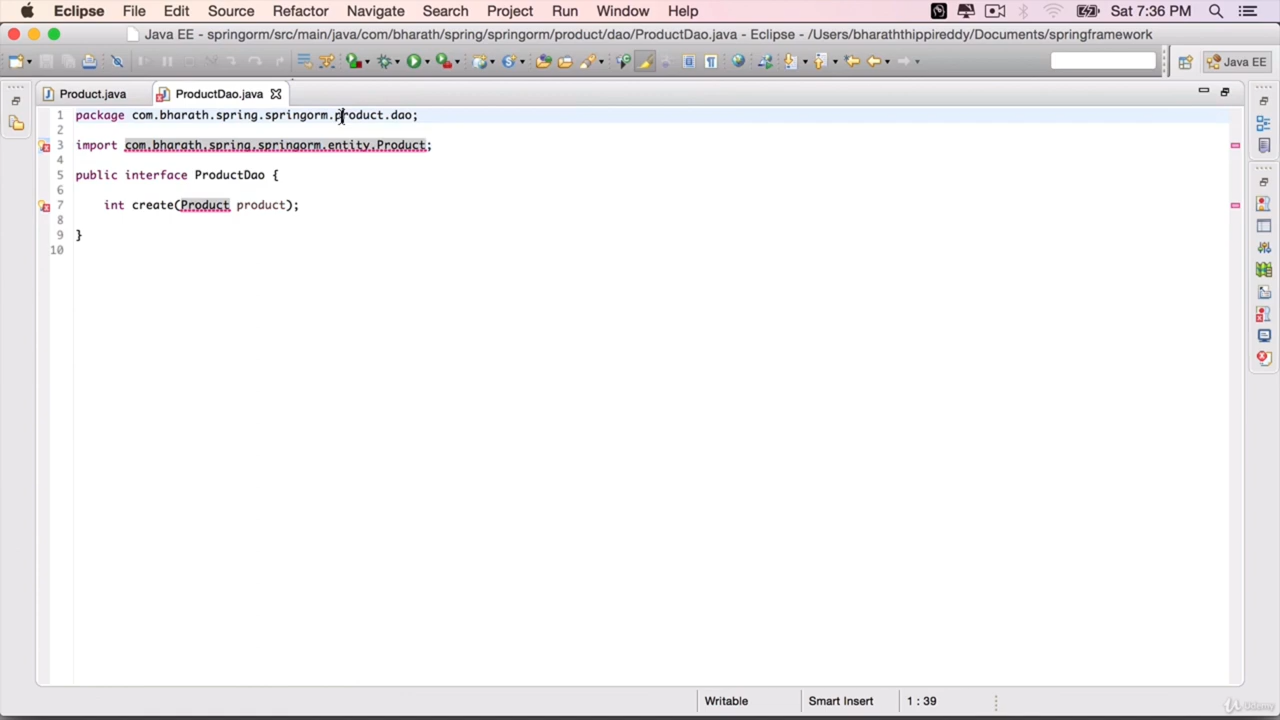 Eclipse File Edit Source Refactor Navigate Search Project Run Window Help Sat 7:36 PM
Java EE - springorm/src/main/java/com/bharath/spring/springorm/product/dao/ProductDao.java - Eclipse - /Users/bharaththippireddy/Documents/springframework
Java EE
Product.java ProductDao.java
1 package com.bharath.spring.springorm.product.dao;
2
3 import com.bharath.spring.springorm.entity.Product;
4
5 public interface ProductDao {
6
7 int create(Product product);
8
9 }
10
Writable Smart Insert 1 : 39
Udemy